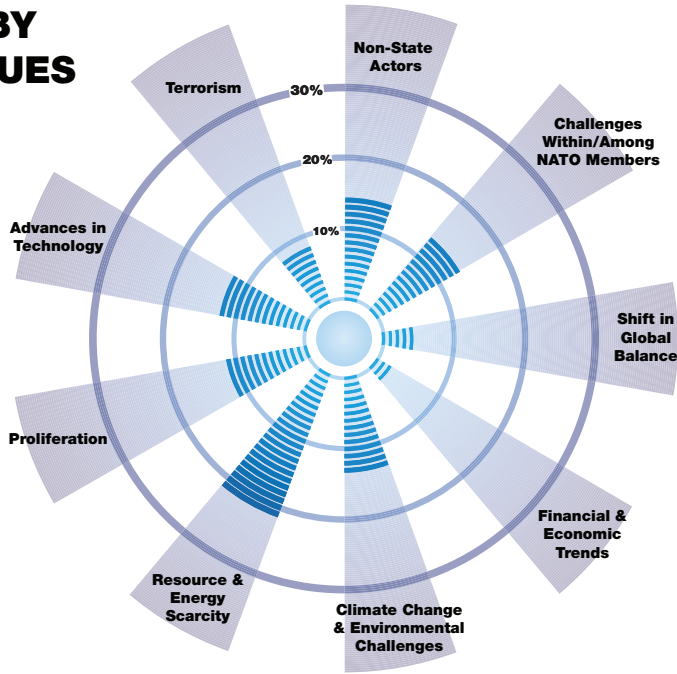 BY
UES
Non-State
Actors
Terrorism
30%
Challenges
Within/Among
NATO Members
20%
Advances in
Technology
10%
Shift in
Global
Balance
Proliferation
Financial &
Economic
Trends
Resource &
Energy
Scarcity
Climate Change
& Environmental
Challenges